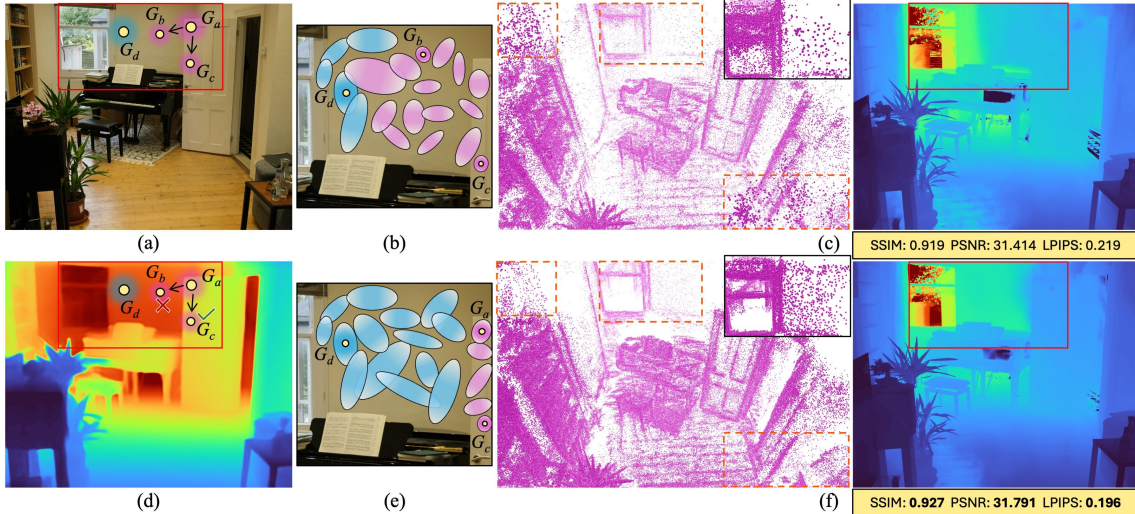 G_b
G_a
G_d
G_c
G_b
G_d
G_c
(a)
(b)
(c)
SSIM: 0.919 PSNR: 31.414 LPIPS: 0.219
G_b
G_a
G_d
G_c
G_a
G_d
G_c
(d)
(e)
(f)
SSIM: 0.927 PSNR: 31.791 LPIPS: 0.196